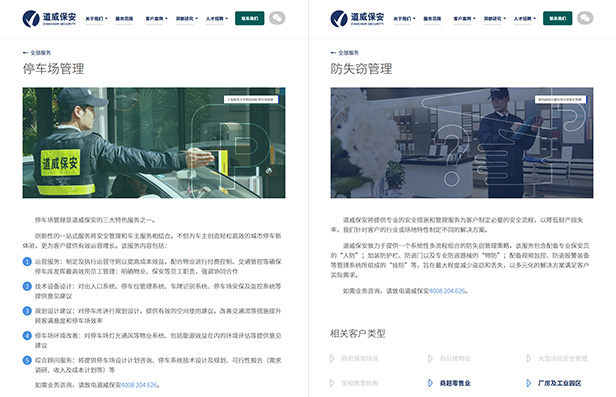 道威保安
DWAOHOP SECURITY
关于我们
服务范围
客户案例
洞察研究
人才招聘
联系我们
← 全部服务
停车场管理
道威保安
停车场管理是道威保安的三大特色服务之一。
创新性的一站式服务将安全管理和车主服务相结合，不但为车主创造轻松高效的城市停车新
体验，更为客户提供有效运营增长。该服务内容包括：
1 运营服务：制定及执行运营守则以提高成本效益，配合物业进行付费控制、交通管控等确保
停车库发挥最高效用员工管理：明确物业、保安等员工职责，强调协同合作
2 技术设备设计：对出入口系统、停车位管理系统、车牌识别系统、停车场安保及监控系统等
提供意见建议
3 规划设计建议：对停车库进行规划设计。提供有效的空间使用建议，改善交通流等措施提升
顾客满意度和停车场效率
4 停车场环境改善：对停车场灯光通风等物业系统、包括能源效益在内的环境评估等提供意见
建议
5 综合顾问服务：将提供停车场设计计划咨询、停车系统技术设计及规划、可行性报告（需求
调研、收入及成本计划等）等
如需业务咨询，请致电道威保安4008 204 626。
道威保安
DWAOHOP SECURITY
关于我们
服务范围
客户案例
洞察研究
人才招聘
联系我们
← 全部服务
防失窃管理
道威保安将提供专业的安全措施和管理服务为客户制定必要的安全流程，以降低财产损失
率。我们针对客户的行业或场地特性制定不同的解决方案。
道威保安致力于提供一个系统性多流程组合的防失窃管理策略。该服务包含配备专业保安员
的“人防”；加装防护栏、防盗门以及专业防盗器械的“物防”；配备视频监控、防盗报警装备
等管理系统所组成的“技防”等，旨在最大程度减少盗窃和丢失，以多元化的解决方案满足客户
实际需求。
如需业务咨询，请致电道威保安4008 204 626。
相关客户类型
政府楼管特保
办公楼物业
大型活动安全管理
学校教育机构
商超零售业
厂房及工业园区